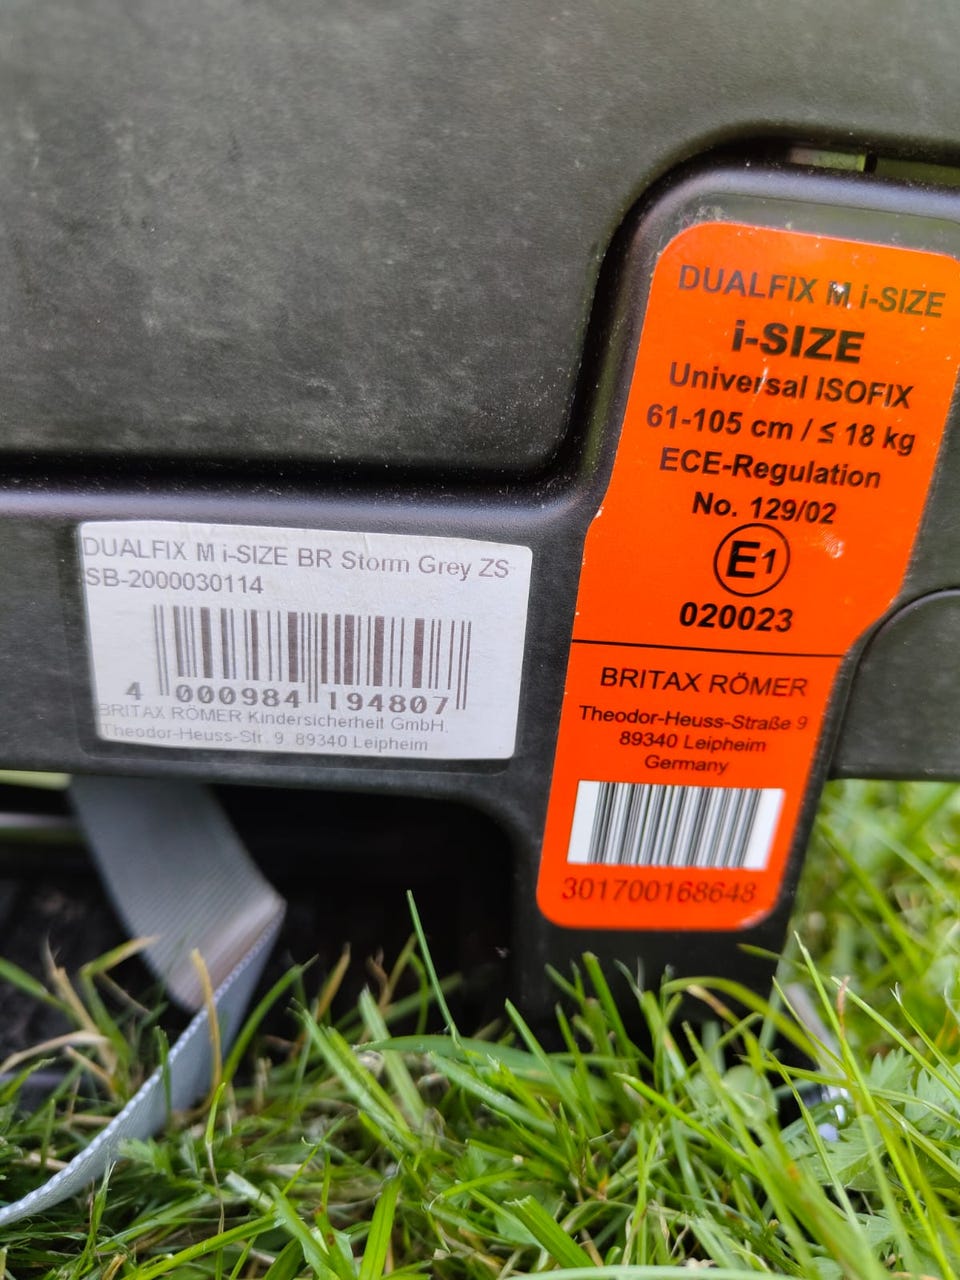 DUALFIX M i-SIZE BR Storm Grey ZS
SB-2000030114
4 000984 194807
BRITAX RÖMER Kindersicherheit GmbH,
Theodor-Heuss-Str. 9, 89340 Leipheim
DUALFIX M i-SIZE
i-SIZE
Universal ISOFIX
61-105 cm / ≤ 18 kg
ECE-Regulation
No. 129/02
E1
020023
BRITAX RÖMER
Theodor-Heuss-Straße 9
89340 Leipheim
Germany
301700168648